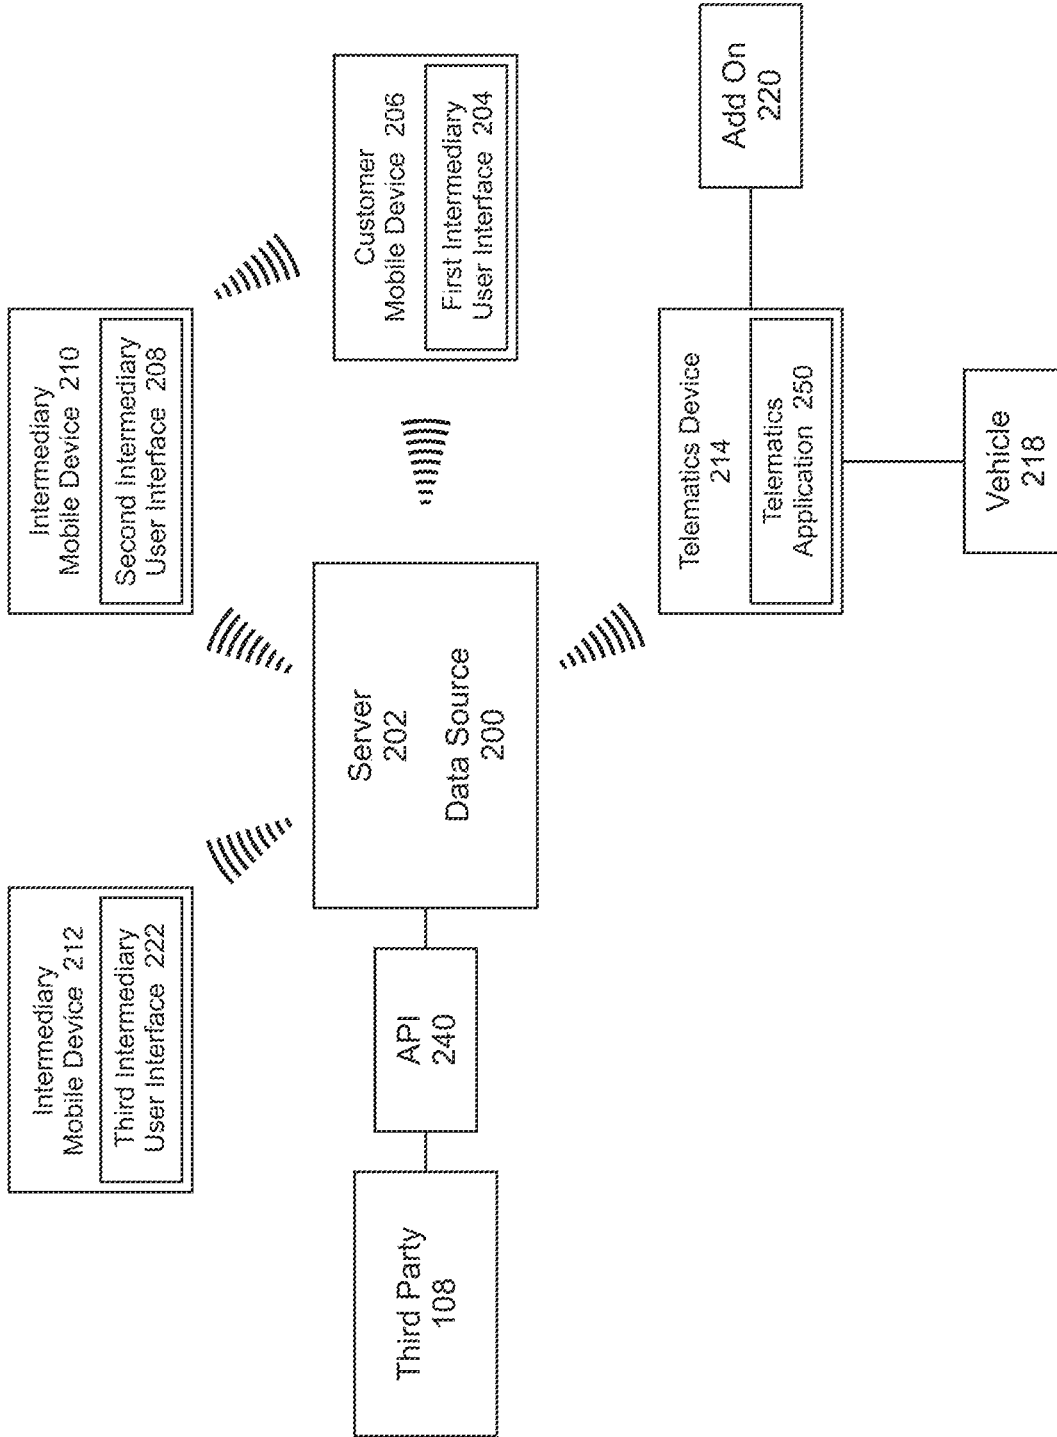 Intermediary
Mobile Device 212
Third Intermediary
User Interface 222
Intermediary
Mobile Device 210
Second Intermediary
User Interface 208
Third Party
108
API
240
Server
202
Data Source
200
Customer
Mobile Device 206
First Intermediary
User Interface 204
Telematics Device
214
Telematics
Application 250
Add On
220
Vehicle
218